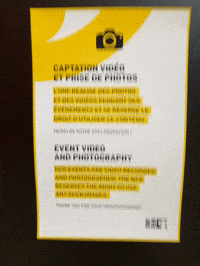 CAPTATION VIDÉO
ET PRISE DE PHOTOS
L'ONF RÉALISE DES PHOTOS
ET DES VIDÉOS PENDANT SES
ÉVÉNEMENTS ET SE RÉSERVE LE
DROIT D'UTILISER CE CONTENU.
MERCI DE VOTRE COMPRÉHENSION.
EVENT VIDEO
AND PHOTOGRAPHY
NFB EVENTS ARE VIDEO RECORDED
AND PHOTOGRAPHED. THE NFB
RESERVES THE RIGHT TO USE
ANY SUCH IMAGES.
THANK YOU FOR YOUR UNDERSTANDING.